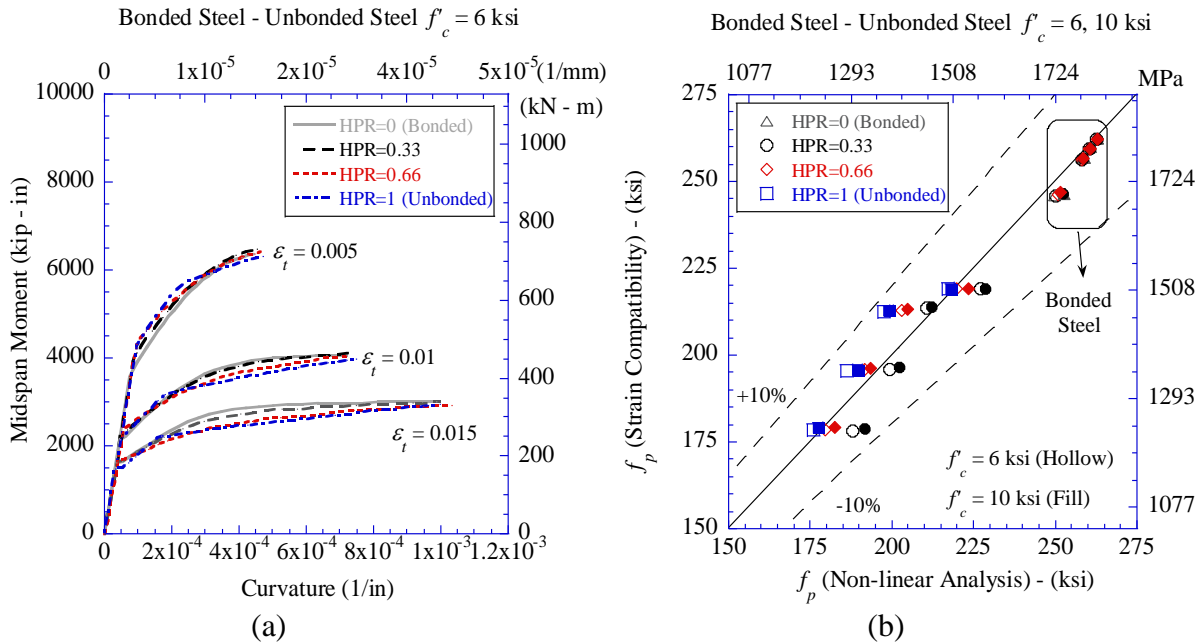 Bonded Steel - Unbonded Steel f'c = 6 ksi
0 1x10-5 2x10-5 3x10-5 4x10-5 5x10-5 (1/mm)
(kN - m)
10000
8000
6000
4000
2000
0
Midspan Moment (kip - in)
1000
800
600
400
200
0
HPR=0 (Bonded)
HPR=0.33
HPR=0.66
HPR=1 (Unbonded)
εt = 0.005
εt = 0.01
εt = 0.015
0 2x10-4 4x10-4 6x10-4 8x10-4 1x10-3 1.2x10-3
Curvature (1/in)
(a)
Bonded Steel - Unbonded Steel f'c = 6, 10 ksi
1077 1293 1508 1724 MPa
275
250
225
200
175
150
fp (Strain Compatibility) - (ksi)
HPR=0 (Bonded)
HPR=0.33
HPR=0.66
HPR=1 (Unbonded)
1724
1508
1293
1077
Bonded
Steel
+10%
-10%
f'c = 6 ksi (Hollow)
f'c = 10 ksi (Fill)
150 175 200 225 250 275
fp (Non-linear Analysis) - (ksi)
(b)